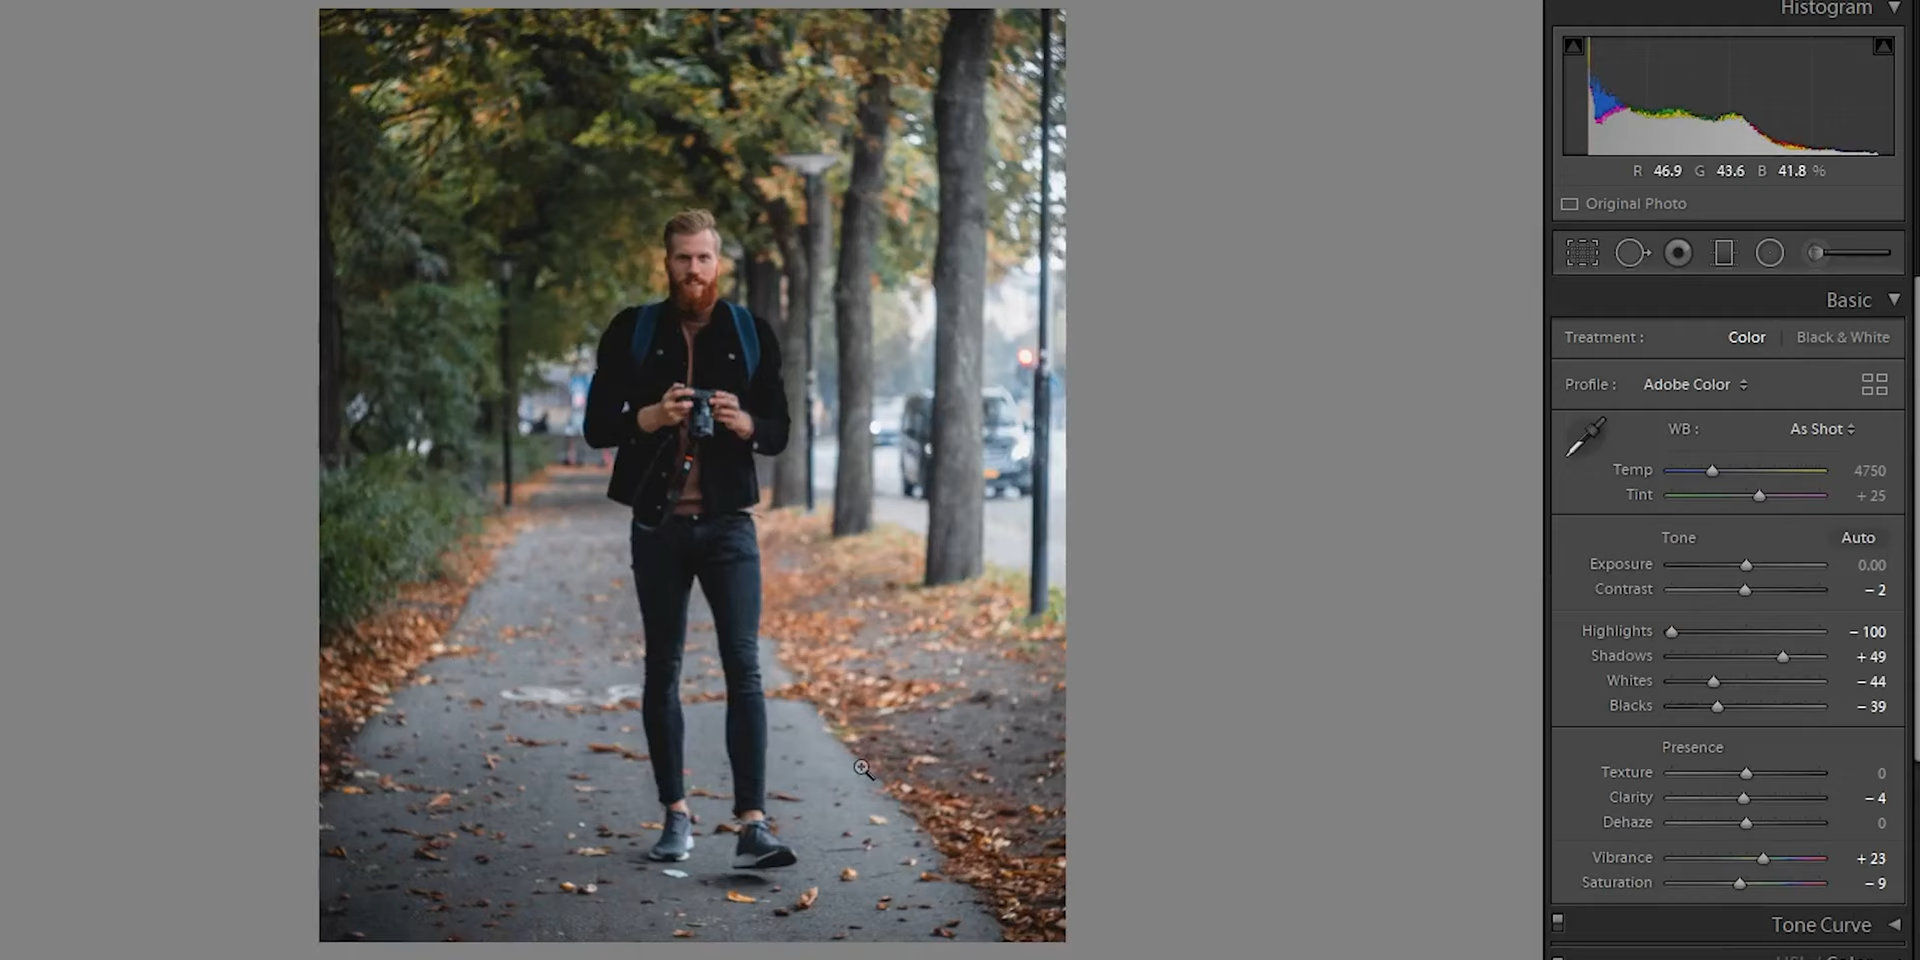 Histogram
R 46.9 G 43.6 B 41.8 %
Original Photo
Basic
Treatment : Color Black & White
Profile : Adobe Color
WB : As Shot
Temp 4750
Tint + 25
Tone Auto
Exposure 0.00
Contrast – 2
Highlights – 100
Shadows + 49
Whites – 44
Blacks – 39
Presence
Texture 0
Clarity – 4
Dehaze 0
Vibrance + 23
Saturation – 9
Tone Curve